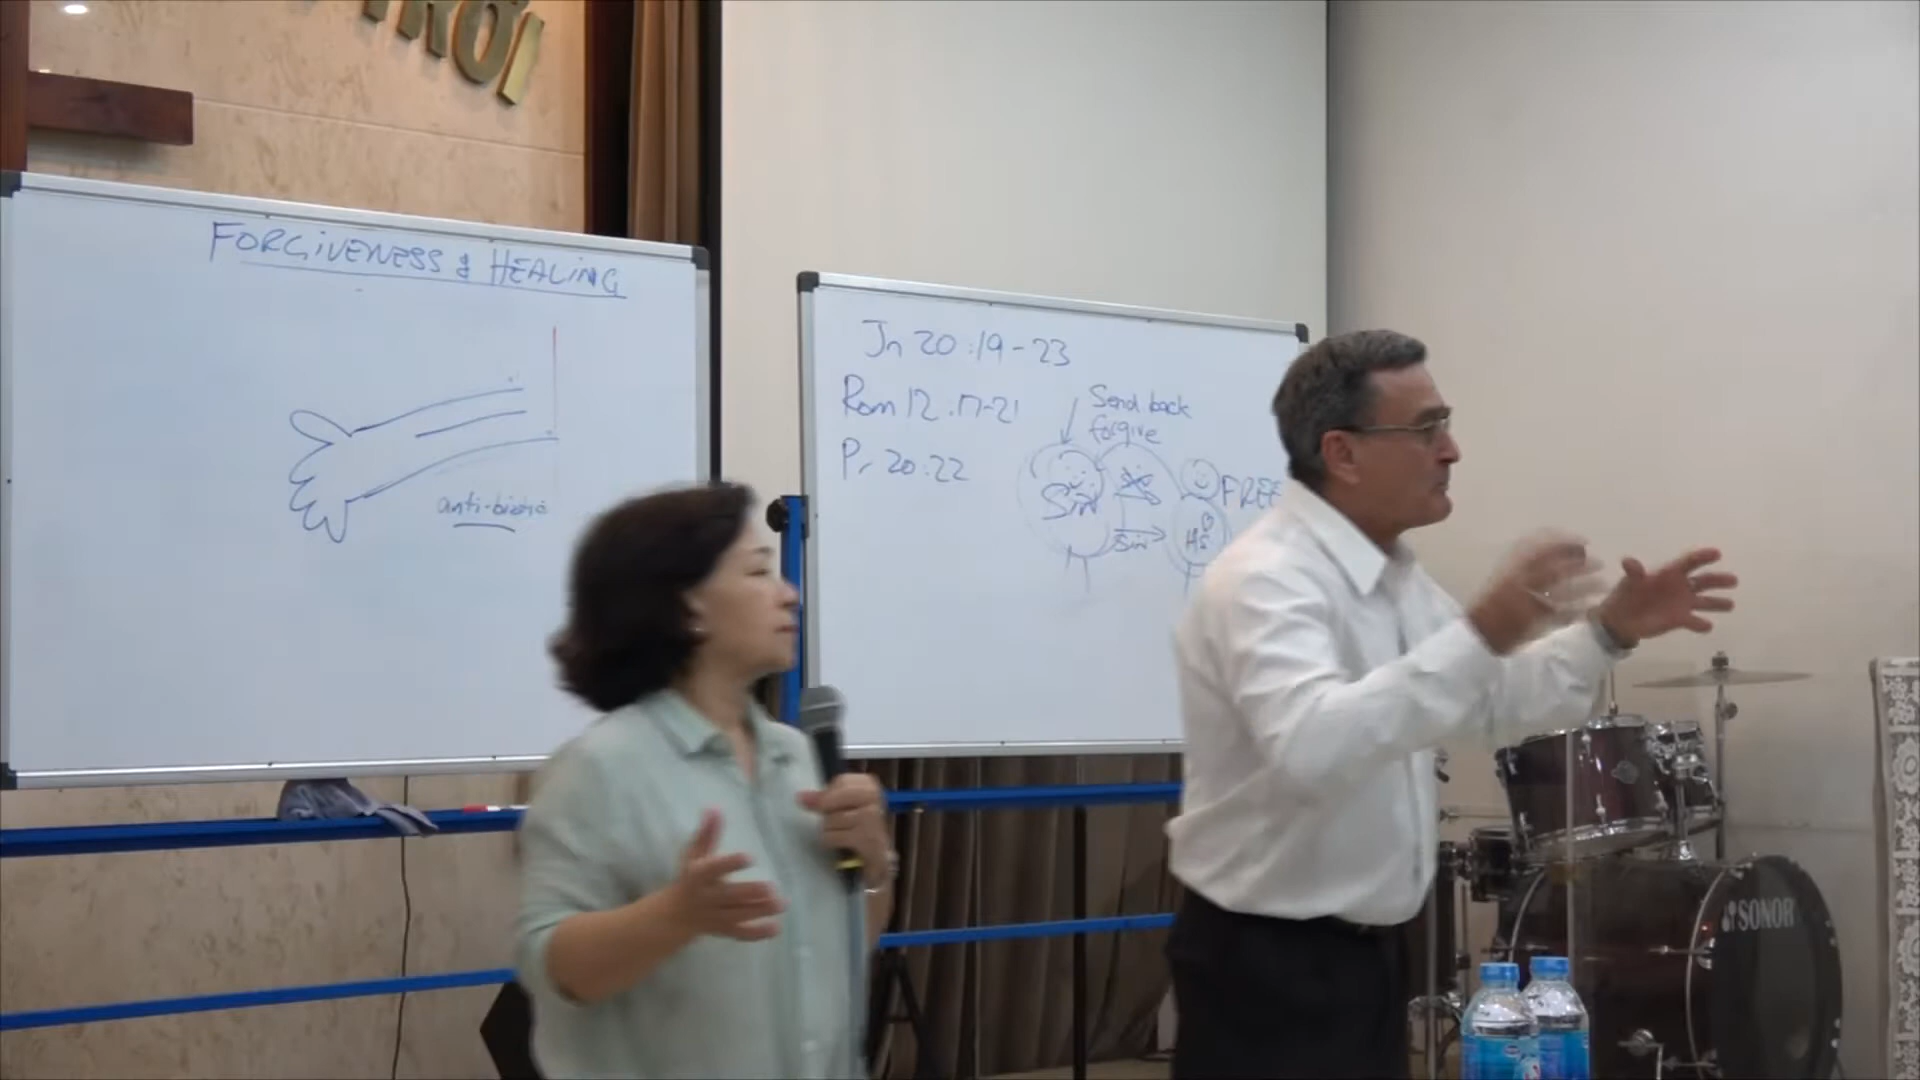 TRỜI
FORGIVENESS & HEALING
anti-biotic
Jn 20:19-23
Rom 12:17-21
Pr 20:22
Send back
forgive
Sin
Sin
FREE
HS
SONOR